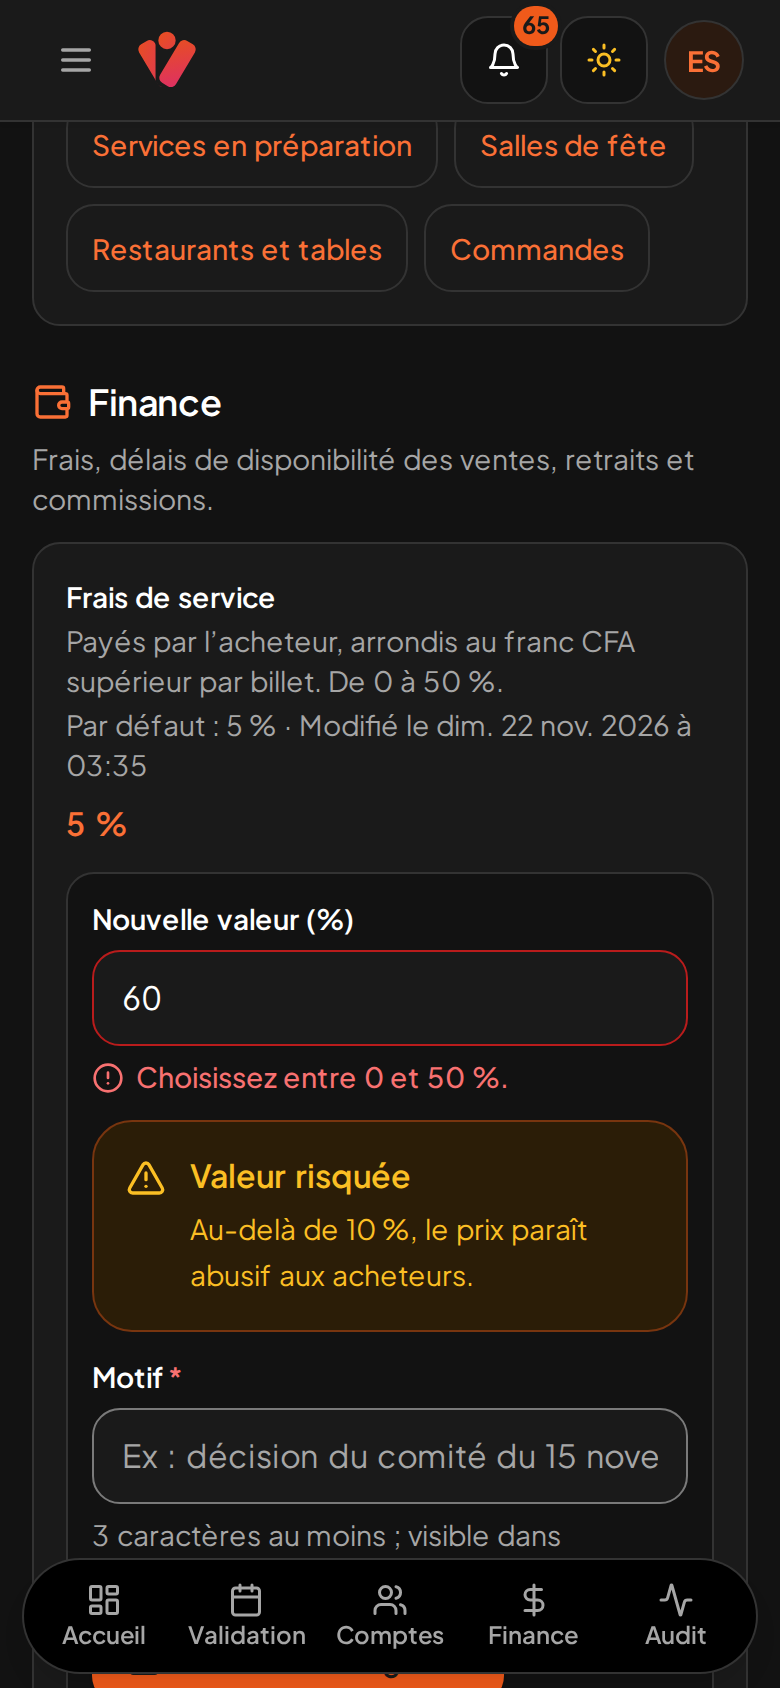 65
ES
Services en préparation
Salles de fête
Restaurants et tables
Commandes
Finance
Frais, délais de disponibilité des ventes, retraits et
commissions.
Frais de service
Payés par l’acheteur, arrondis au franc CFA
supérieur par billet. De 0 à 50 %.
Par défaut : 5 % · Modifié le dim. 22 nov. 2026 à
03:35
5 %
Nouvelle valeur (%)
60
Choisissez entre 0 et 50 %.
Valeur risquée
Au-delà de 10 %, le prix paraît
abusif aux acheteurs.
Motif *
Ex : décision du comité du 15 nove
3 caractères au moins ; visible dans
Accueil
Validation
Comptes
Finance
Audit